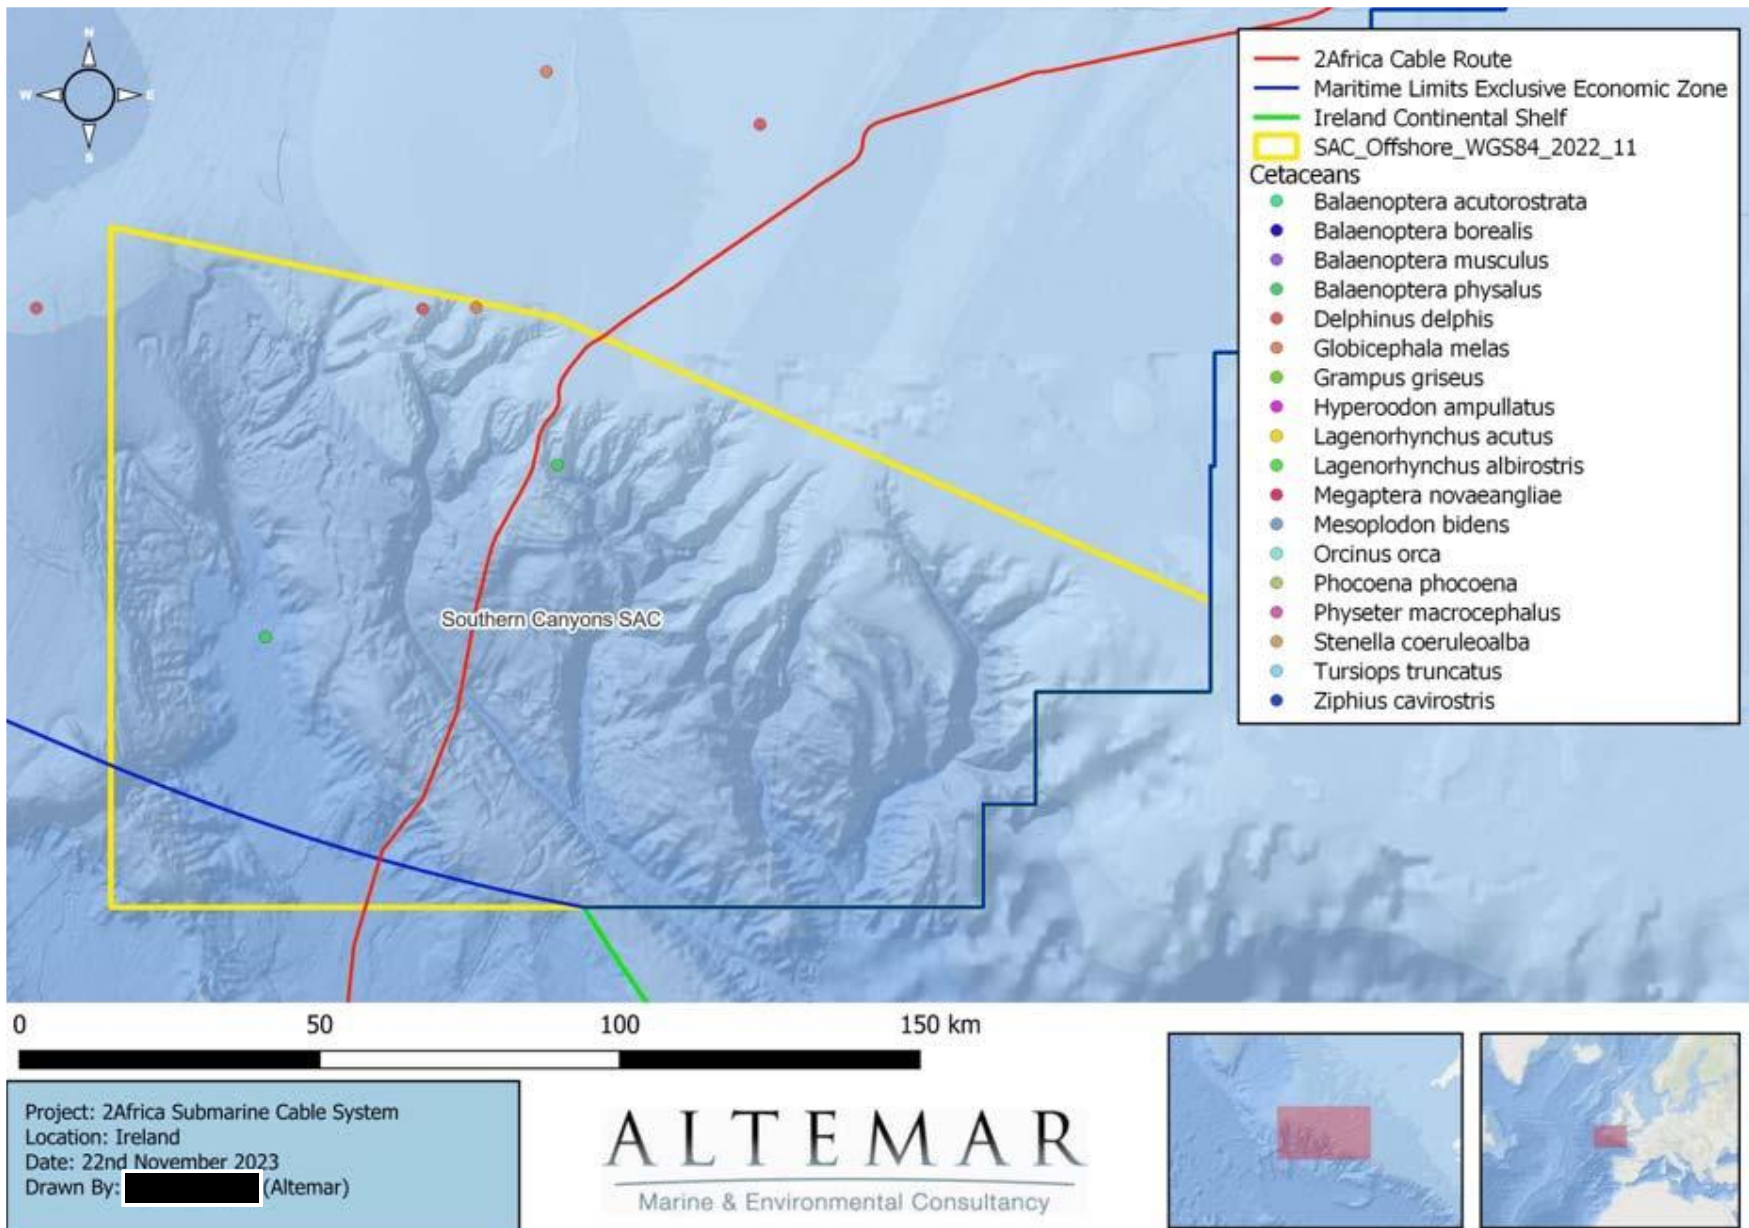 N
W
E
S
2Africa Cable Route
Maritime Limits Exclusive Economic Zone
Ireland Continental Shelf
SAC_Offshore_WGS84_2022_11
Cetaceans
Balaenoptera acutorostrata
Balaenoptera borealis
Balaenoptera musculus
Balaenoptera physalus
Delphinus delphis
Globicephala melas
Grampus griseus
Hyperoodon ampullatus
Lagenorhynchus acutus
Lagenorhynchus albirostris
Megaptera novaeangliae
Mesoplodon bidens
Orcinus orca
Phocoena phocoena
Physeter macrocephalus
Stenella coeruleoalba
Tursiops truncatus
Ziphius cavirostris
Southern Canyons SAC
0 50 100 150 km
Project: 2Africa Submarine Cable System
Location: Ireland
Date: 22nd November 2023
Drawn By: (Altemar)
ALTEMAR
Marine & Environmental Consultancy